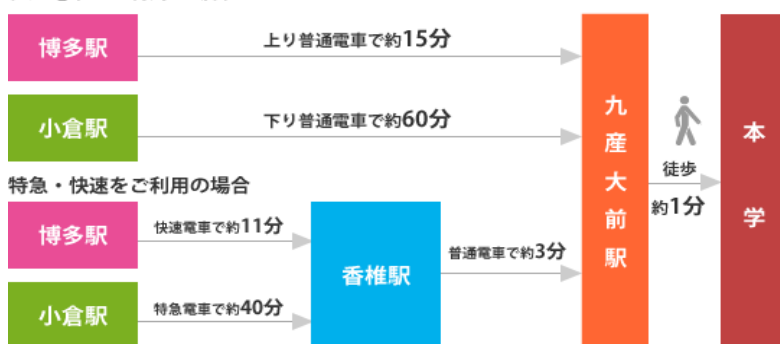 博多駅
上り普通電車で約15分
小倉駅
下り普通電車で約60分
特急・快速をご利用の場合
博多駅
快速電車で約11分
小倉駅
特急電車で約40分
香椎駅
普通電車で約3分
九産大前駅
徒歩
約1分
本学